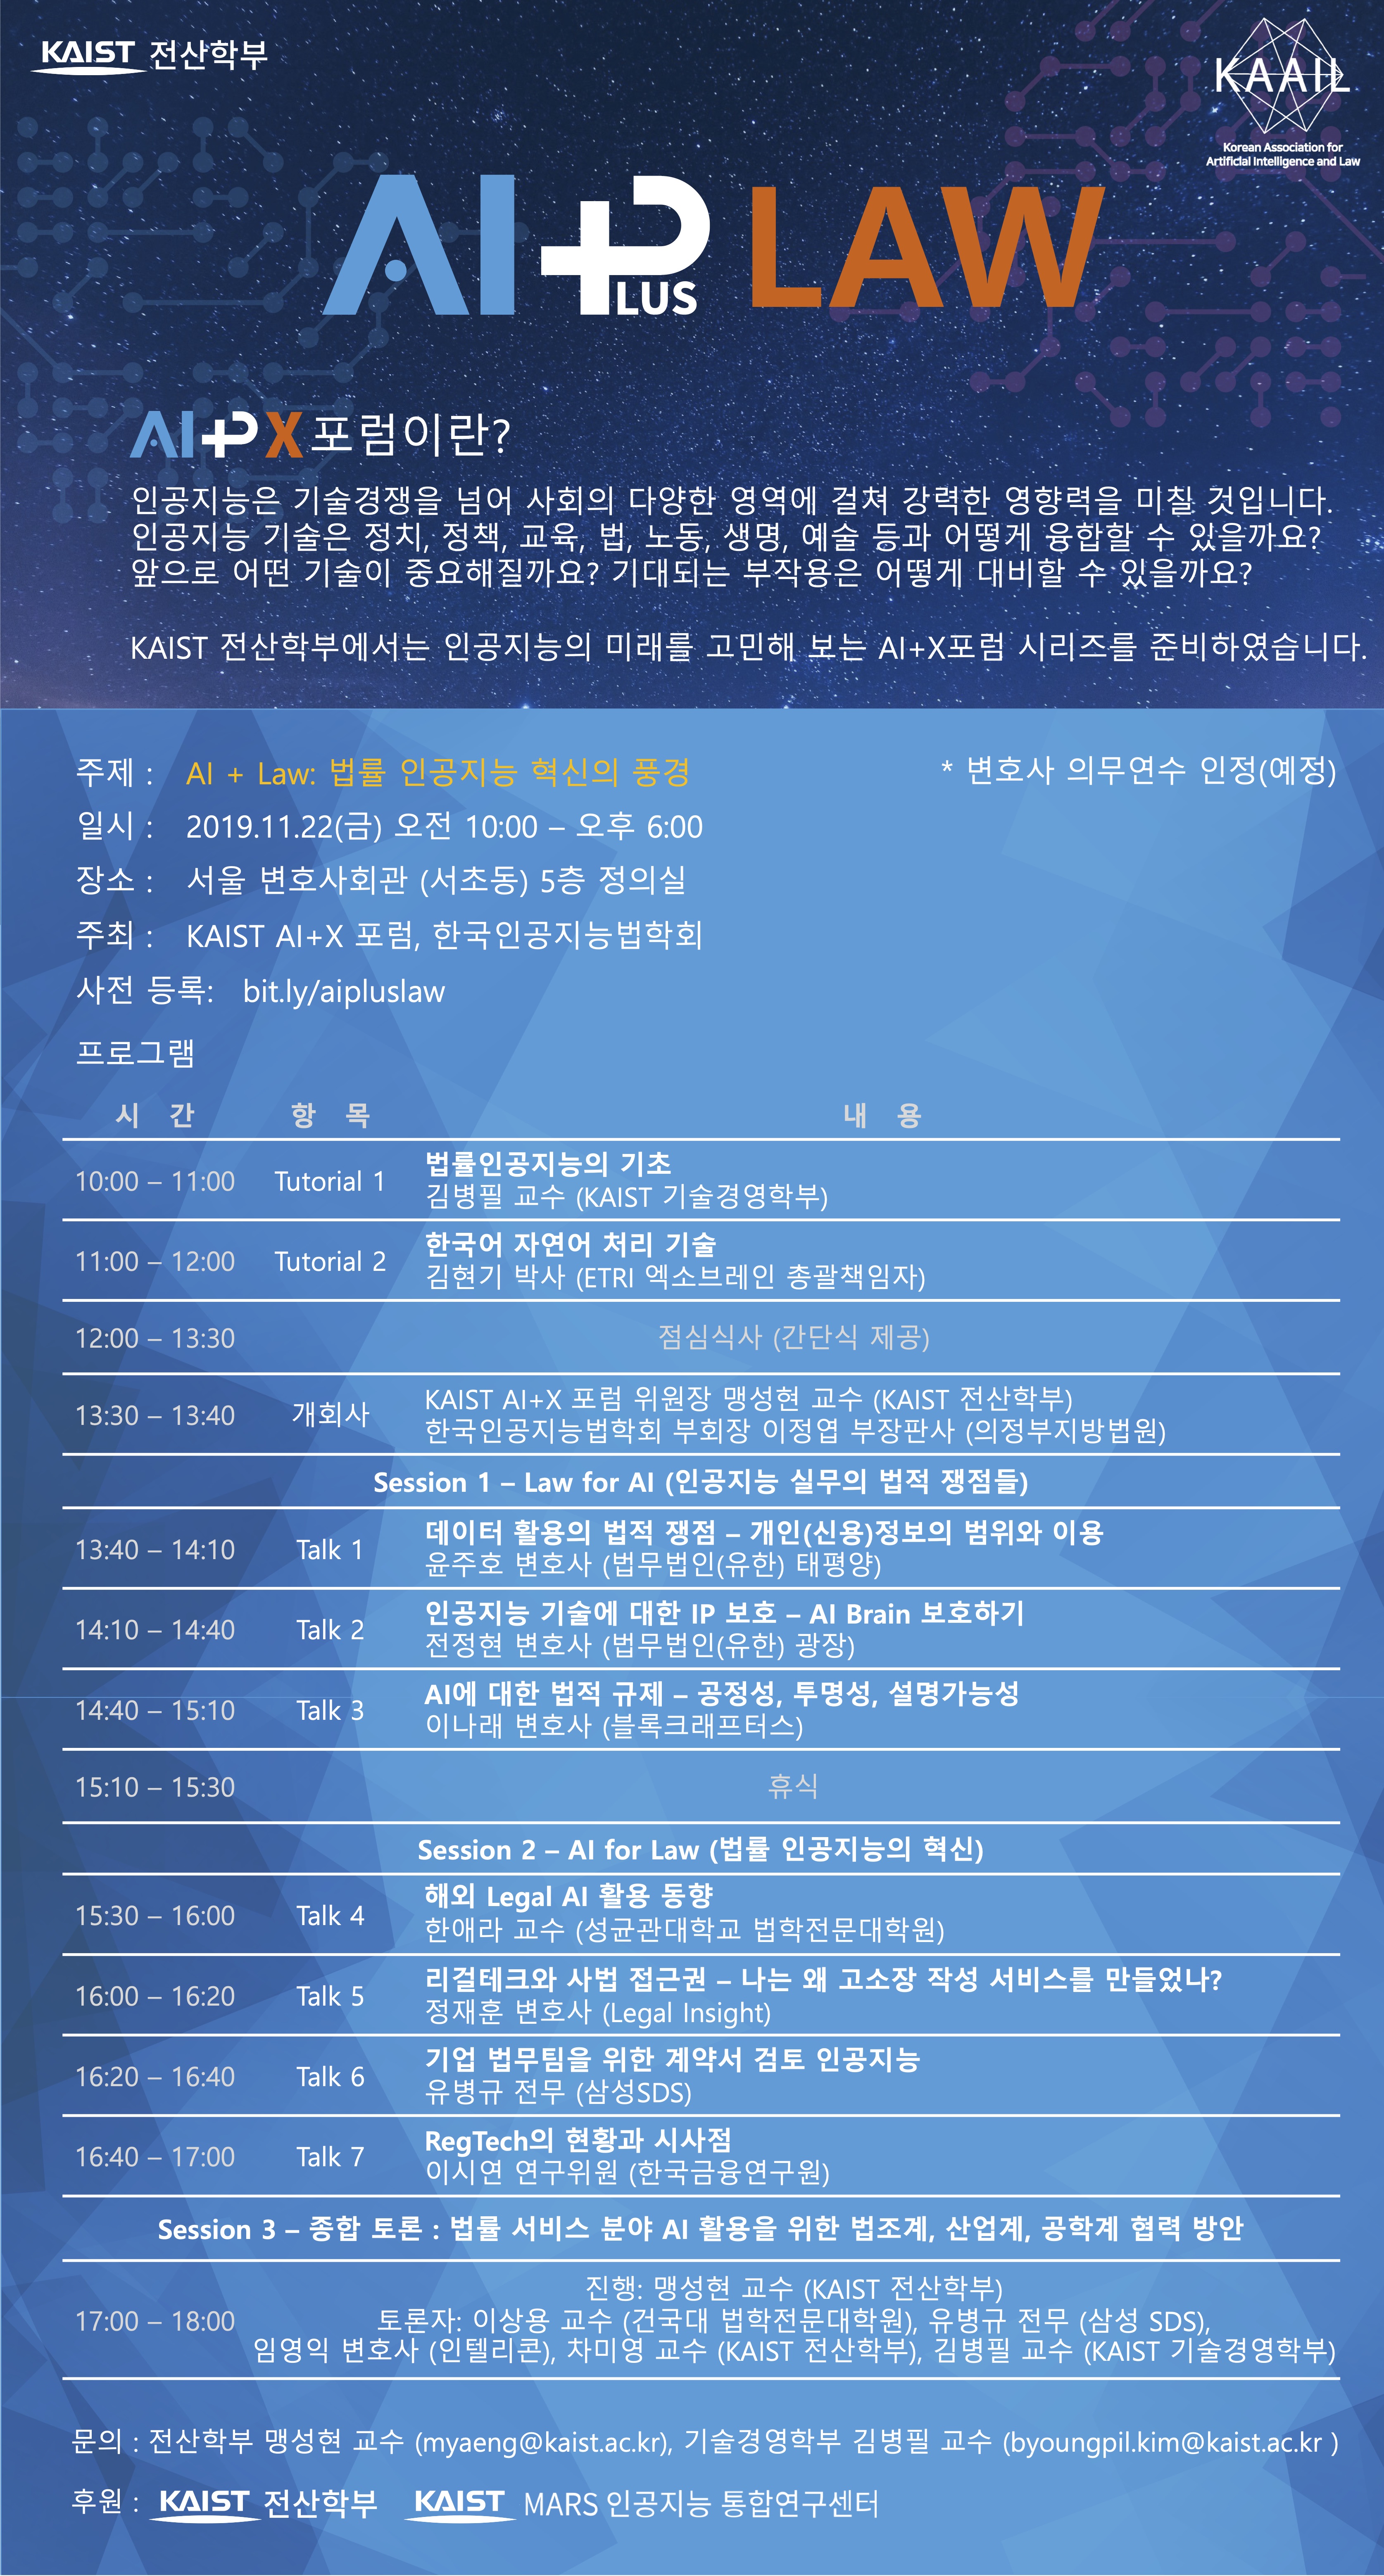 KAIST 전산학부
KAAIL
Korean Association for
Artificial Intelligence and Law
AI PLUS LAW
AI+P X 포럼이란?
인공지능은 기술경쟁을 넘어 사회의 다양한 영역에 걸쳐 강력한 영향력을 미칠 것입니다.
인공지능 기술은 정치, 정책, 교육, 법, 노동, 생명, 예술 등과 어떻게 융합할 수 있을까요?
앞으로 어떤 기술이 중요해질까요? 기대되는 부작용은 어떻게 대비할 수 있을까요?
KAIST 전산학부에서는 인공지능의 미래를 고민해 보는 AI+X포럼 시리즈를 준비하였습니다.
주제 : AI + Law: 법률 인공지능 혁신의 풍경
* 변호사 의무연수 인정(예정)
일시 : 2019.11.22(금) 오전 10:00 – 오후 6:00
장소 : 서울 변호사회관 (서초동) 5층 정의실
주최 : KAIST AI+X 포럼, 한국인공지능법학회
사전 등록: bit.ly/aipluslaw
프로그램
시 간 항 목 내 용
10:00 – 11:00 Tutorial 1 법률인공지능의 기초
김병필 교수 (KAIST 기술경영학부)
11:00 – 12:00 Tutorial 2 한국어 자연어 처리 기술
김현기 박사 (ETRI 엑소브레인 총괄책임자)
12:00 – 13:30 점심식사 (간단식 제공)
13:30 – 13:40 개회사 KAIST AI+X 포럼 위원장 맹성현 교수 (KAIST 전산학부)
한국인공지능법학회 부회장 이정엽 부장판사 (의정부지방법원)
Session 1 – Law for AI (인공지능 실무의 법적 쟁점들)
13:40 – 14:10 Talk 1 데이터 활용의 법적 쟁점 – 개인(신용)정보의 범위와 이용
윤주호 변호사 (법무법인(유한) 태평양)
14:10 – 14:40 Talk 2 인공지능 기술에 대한 IP 보호 – AI Brain 보호하기
전정현 변호사 (법무법인(유한) 광장)
14:40 – 15:10 Talk 3 AI에 대한 법적 규제 – 공정성, 투명성, 설명가능성
이나래 변호사 (블록크래프터스)
15:10 – 15:30 휴식
Session 2 – AI for Law (법률 인공지능의 혁신)
15:30 – 16:00 Talk 4 해외 Legal AI 활용 동향
한애라 교수 (성균관대학교 법학전문대학원)
16:00 – 16:20 Talk 5 리걸테크와 사법 접근권 – 나는 왜 고소장 작성 서비스를 만들었나?
정재훈 변호사 (Legal Insight)
16:20 – 16:40 Talk 6 기업 법무팀을 위한 계약서 검토 인공지능
유병규 전무 (삼성SDS)
16:40 – 17:00 Talk 7 RegTech의 현황과 시사점
이시연 연구위원 (한국금융연구원)
Session 3 – 종합 토론 : 법률 서비스 분야 AI 활용을 위한 법조계, 산업계, 공학계 협력 방안
17:00 – 18:00 진행: 맹성현 교수 (KAIST 전산학부)
토론자: 이상용 교수 (건국대 법학전문대학원), 유병규 전무 (삼성 SDS),
임영익 변호사 (인텔리콘), 차미영 교수 (KAIST 전산학부), 김병필 교수 (KAIST 기술경영학부)
문의 : 전산학부 맹성현 교수 (myaeng@kaist.ac.kr), 기술경영학부 김병필 교수 (byoungpil.kim@kaist.ac.kr )
후원 : KAIST 전산학부 KAIST MARS 인공지능 통합연구센터